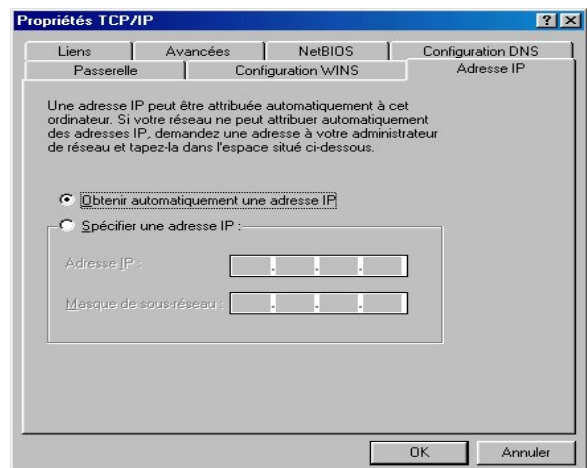 Propriétés TCP/IP
Liens Avancées NetBIOS Configuration DNS
Passerelle Configuration WINS Adresse IP
Une adresse IP peut être attribuée automatiquement à cet
ordinateur. Si votre réseau ne peut attribuer automatiquement
des adresses IP, demandez une adresse à votre administrateur
de réseau et tapez-la dans l'espace situé ci-dessous.
Obtenir automatiquement une adresse IP
Spécifier une adresse IP :
Adresse IP :
Masque de sous-réseau :
OK Annuler